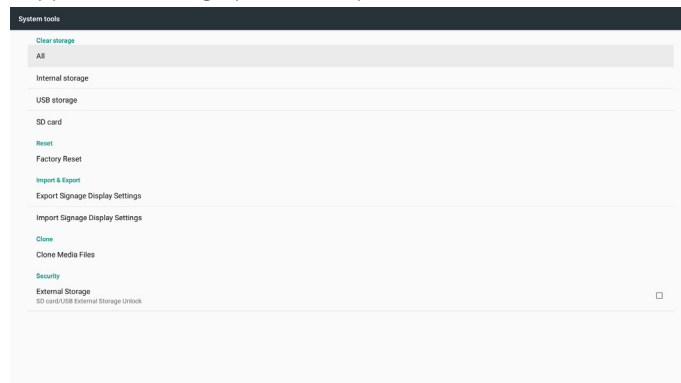 System tools
Clear storage
All
Internal storage
USB storage
SD card
Reset
Factory Reset
Import & Export
Export Signage Display Settings
Import Signage Display Settings
Clone
Clone Media Files
Security
External Storage
SD card/USB External Storage Unlock